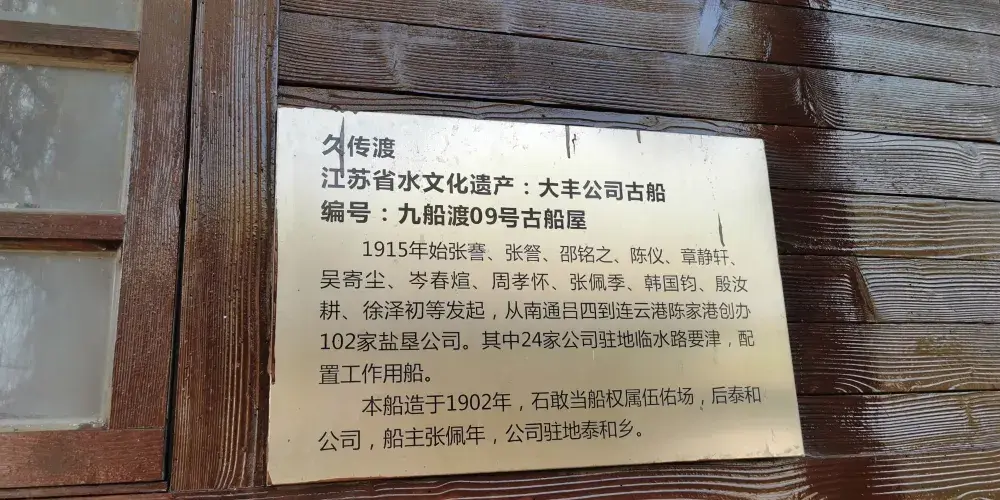 久传渡
江苏省水文化遗产：大丰公司古船
编号：九船渡09号古船屋
1915年始张謇、张詧、邵铭之、陈仪、章静轩、
吴寄尘、岑春煊、周孝怀、张佩季、韩国钧、殷汝
耕、徐泽初等发起，从南通吕四到连云港陈家港创办
102家盐垦公司。其中24家公司驻地临水路要津，配
置工作用船。
本船造于1902年，石敢当船权属伍佑场，后泰和
公司，船主张佩年，公司驻地泰和乡。